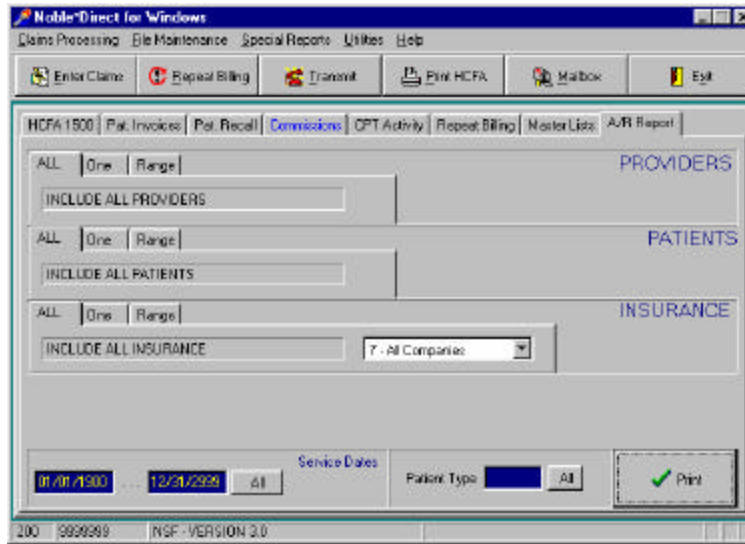 Noble*Direct for Windows
Claims Processing File Maintenance Special Reports Utilities Help
Enter Claims Repeat Billing Transmit Print HCFA Mailbox Exit
HCFA 1500 Pat. Invoices Pat. Recall Commissions CPT Activity Repeat Billing Master Lists A/R Report
ALL One Range PROVIDERS
INCLUDE ALL PROVIDERS
ALL One Range PATIENTS
INCLUDE ALL PATIENTS
ALL One Range INSURANCE
INCLUDE ALL INSURANCE 7 - All Companies
Service Dates
01/01/1900 ... 12/31/2999 All Patient Type All Print
200 9999999 NSF - VERSION 3.0